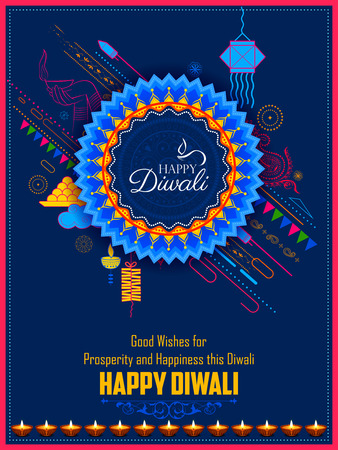 HAPPY
Diwali
Good Wishes for
Prosperity and Happiness this Diwali
HAPPY DIWALI